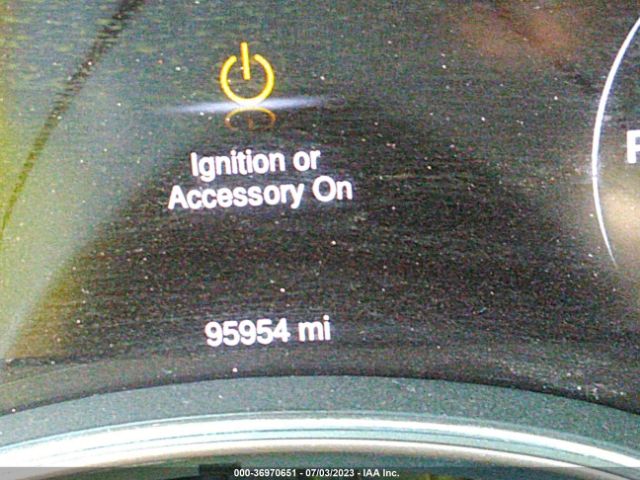 Ignition or
Accessory On
95954 mi
000-36970651 - 07/03/2023 - IAA Inc.